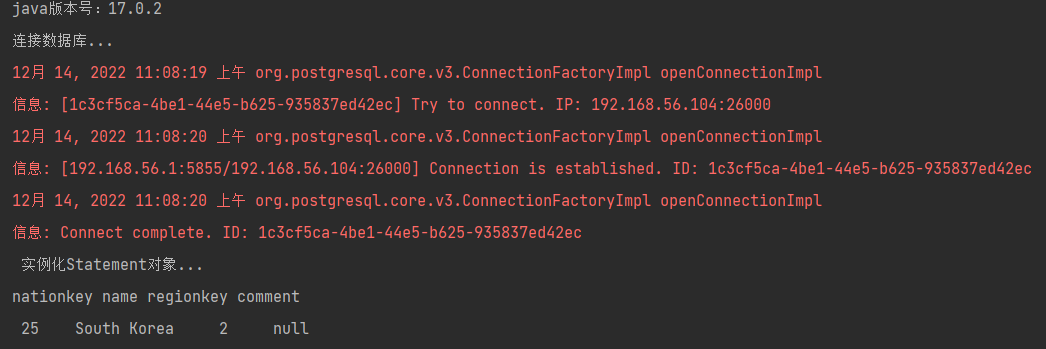 java版本号：17.0.2
连接数据库...
12月 14, 2022 11:08:19 上午 org.postgresql.core.v3.ConnectionFactoryImpl openConnectionImpl
信息: [1c3cf5ca-4be1-44e5-b625-935837ed42ec] Try to connect. IP: 192.168.56.104:26000
12月 14, 2022 11:08:20 上午 org.postgresql.core.v3.ConnectionFactoryImpl openConnectionImpl
信息: [192.168.56.1:5855/192.168.56.104:26000] Connection is established. ID: 1c3cf5ca-4be1-44e5-b625-935837ed42ec
12月 14, 2022 11:08:20 上午 org.postgresql.core.v3.ConnectionFactoryImpl openConnectionImpl
信息: Connect complete. ID: 1c3cf5ca-4be1-44e5-b625-935837ed42ec
实例化Statement对象...
nationkey name regionkey comment
25    South Korea     2     null